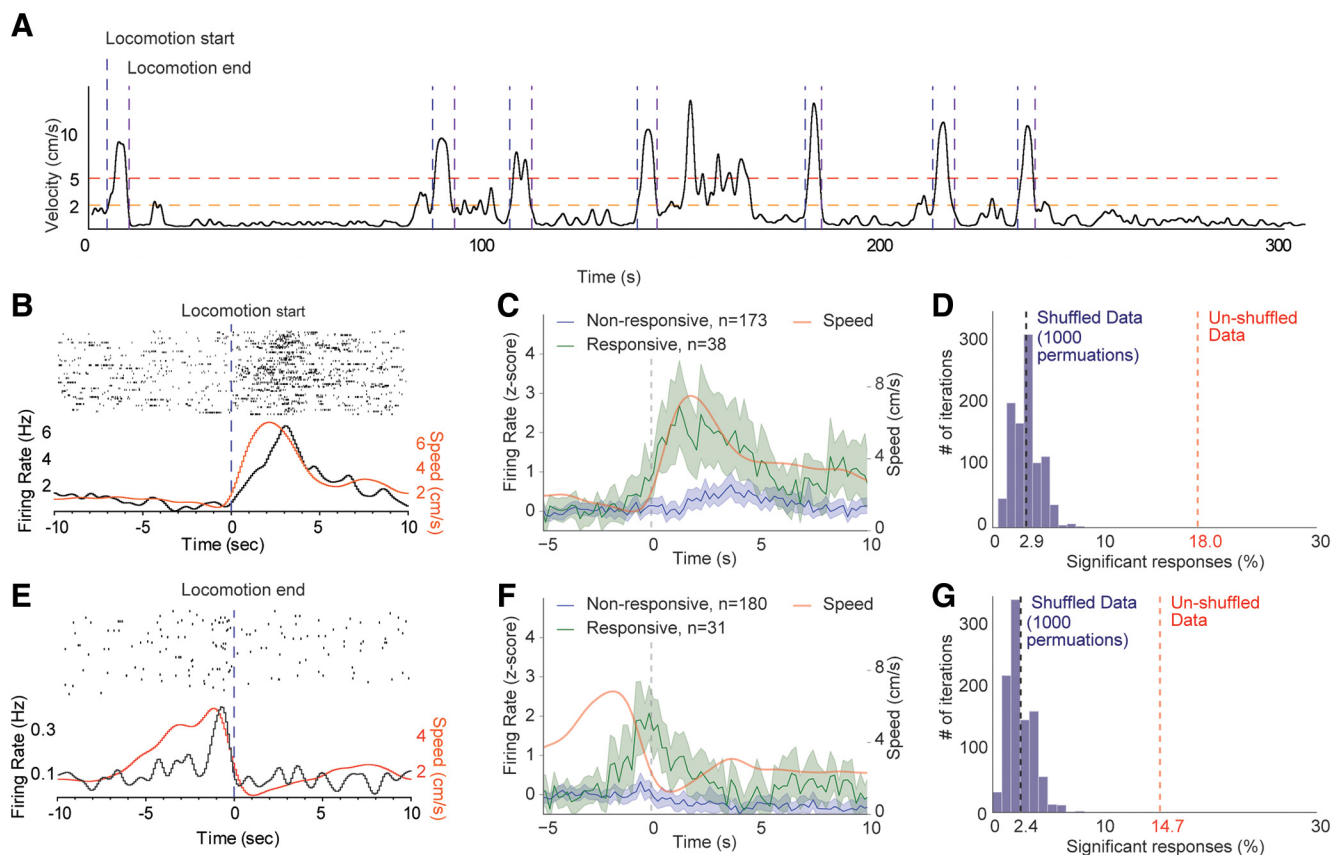 A
Locomotion start
Locomotion end
Velocity (cm/s)
10
5
2
0
100
200
300
Time (s)
B
Locomotion start
Firing Rate (Hz)
6
2
Speed (cm/s)
6
4
2
-10
-5
0
5
10
Time (sec)
C
Non-responsive, n=173
Speed
Responsive, n=38
Firing Rate (z-score)
4
3
2
1
0
Speed (cm/s)
8
4
0
−5
0
5
10
Time (s)
D
Shuffled Data
(1000
permuations)
Un-shuffled
Data
# of iterations
300
200
100
0
0
2.9
10
18.0
30
Significant responses (%)
E
Locomotion end
Firing Rate (Hz)
0.3
0.1
Speed (cm/s)
4
2
-10
-5
0
5
10
Time (sec)
F
Non-responsive, n=180
Speed
Responsive, n=31
Firing Rate (z-score)
4
3
2
1
0
Speed (cm/s)
8
4
0
−5
0
5
10
Time (s)
G
Shuffled Data
(1000
permuations)
Un-shuffled
Data
# of iterations
300
200
100
0
0
2.4
10
14.7
30
Significant responses (%)